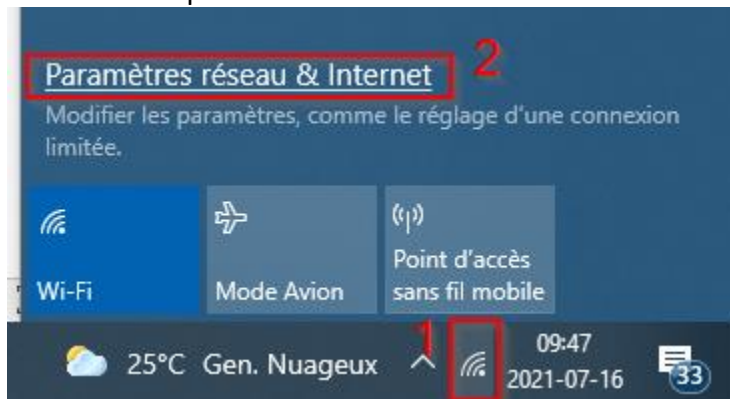 Paramètres réseau & Internet 2
Modifier les paramètres, comme le réglage d'une connexion
limitée.
Wi-Fi
Mode Avion
Point d'accès
sans fil mobile
25°C Gen. Nuageux
1
09:47
2021-07-16
33